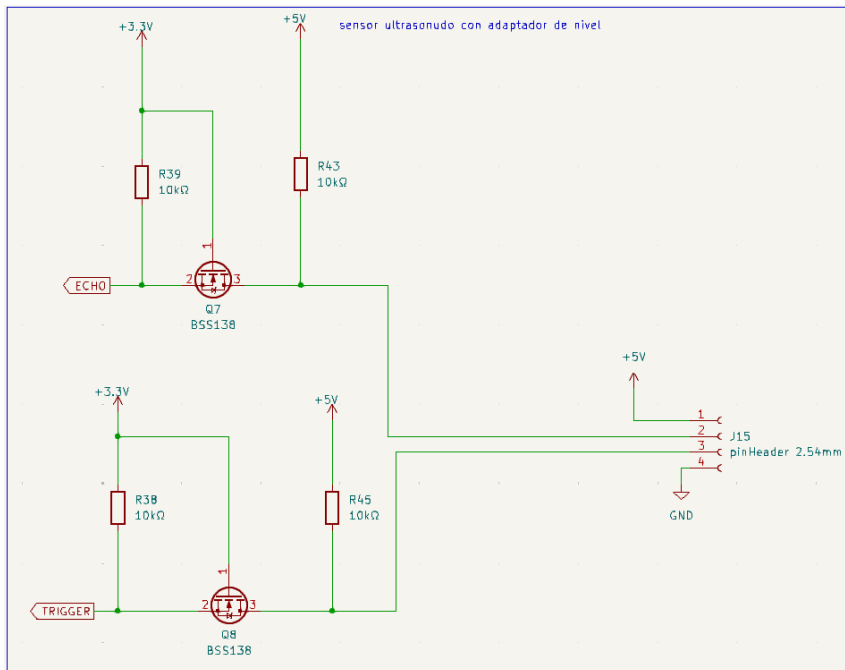 sensor ultrasonudo con adaptador de nivel
+3.3V
+5V
R39
10kΩ
R43
10kΩ
1
2
3
ECHO
Q7
BSS138
+3.3V
+5V
+5V
1
2
3
4
J15
pinHeader 2.54mm
GND
R38
10kΩ
R45
10kΩ
1
2
3
TRIGGER
Q8
BSS138